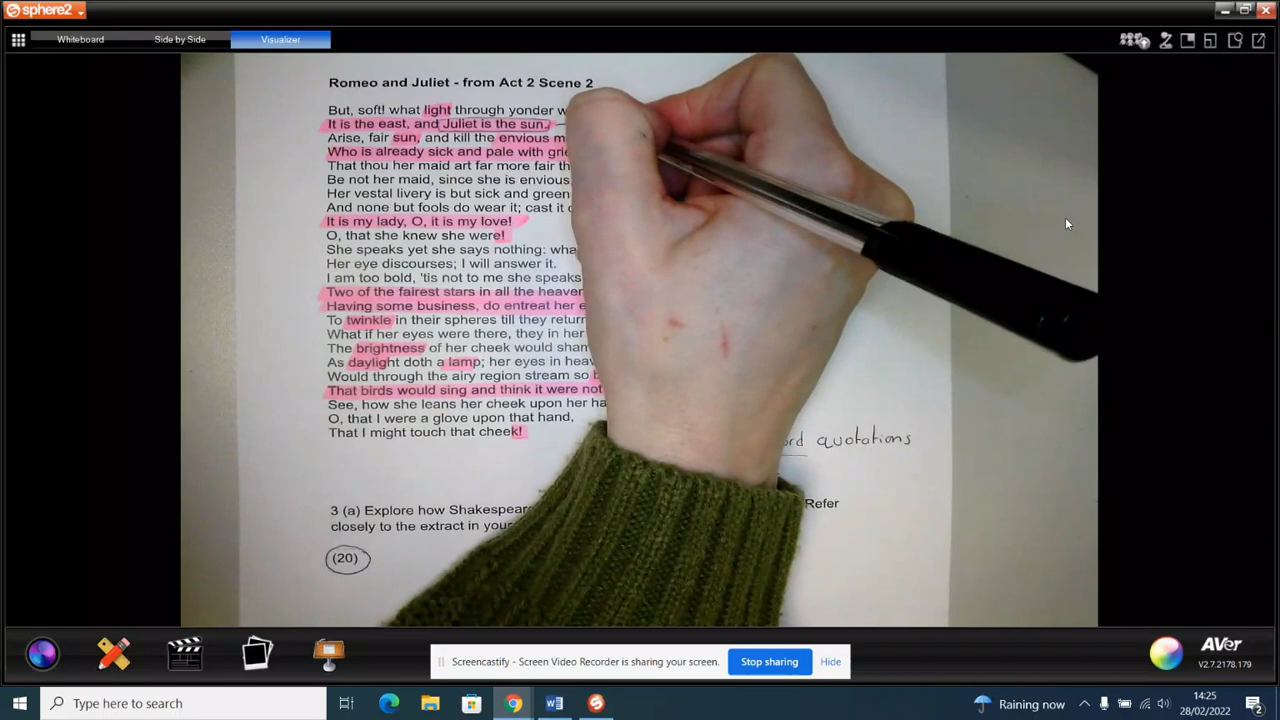 sphere2
Whiteboard
Side by Side
Visualizer
Romeo and Juliet - from Act 2 Scene 2
But, soft! what light through yonder
It is the east, and Juliet is the sun.
Arise, fair sun, and kill the envious
Who is already sick and pale with
That thou her maid art far more fair
Be not her maid, since she is envious
Her vestal livery is but sick and green
And none but fools do wear it; cast it
It is my lady, O, it is my love!
O, that she knew she were!
She speaks yet she says nothing:
Her eye discourses; I will answer it.
I am too bold, 'tis not to me she speaks
Two of the fairest stars in all the
Having some business, do entreat her
To twinkle in their spheres till they
What if her eyes were there, they in her
The brightness of her cheek would
As daylight doth a lamp; her eyes in
Would through the airy region stream so
That birds would sing and think it were not
See, how she leans her cheek upon her
O, that I were a glove upon that hand,
That I might touch that cheek!
quotations
3 (a) Explore how Refer
closely to the extract in
(20)
AVer
V2.7.2178.179
Screencastify - Screen Video Recorder is sharing your screen.
Stop sharing
Hide
Type here to search
Raining now
14:25
28/02/2022
2